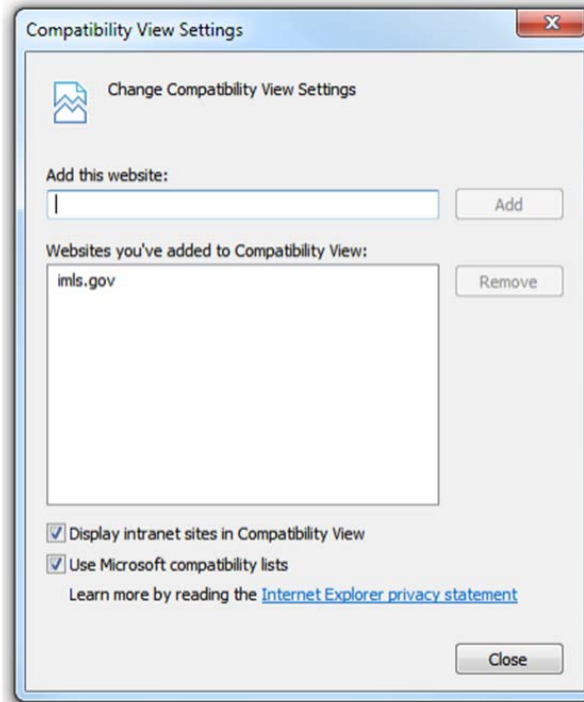 Compatibility View Settings
Change Compatibility View Settings
Add this website:
Add
Websites you've added to Compatibility View:
imls.gov
Remove
Display intranet sites in Compatibility View
Use Microsoft compatibility lists
Learn more by reading the Internet Explorer privacy statement
Close